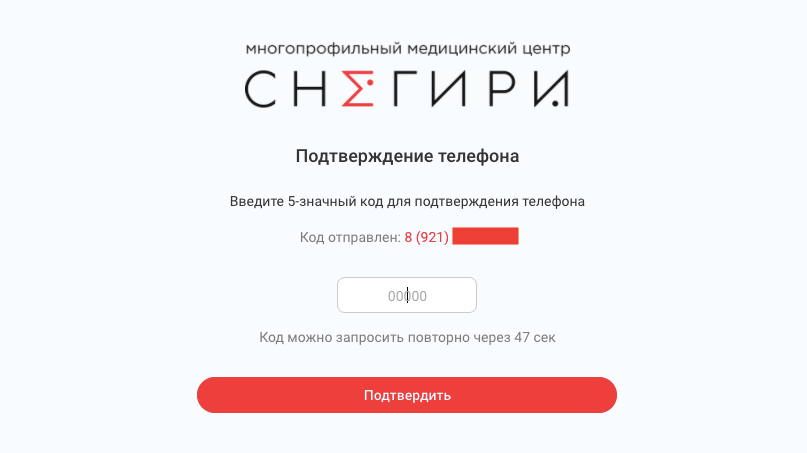 многопрофильный медицинский центр
СНЕГИРИ
Подтверждение телефона
Введите 5-значный код для подтверждения телефона
Код отправлен: 8 (921)
00000
Код можно запросить повторно через 47 сек
Подтвердить